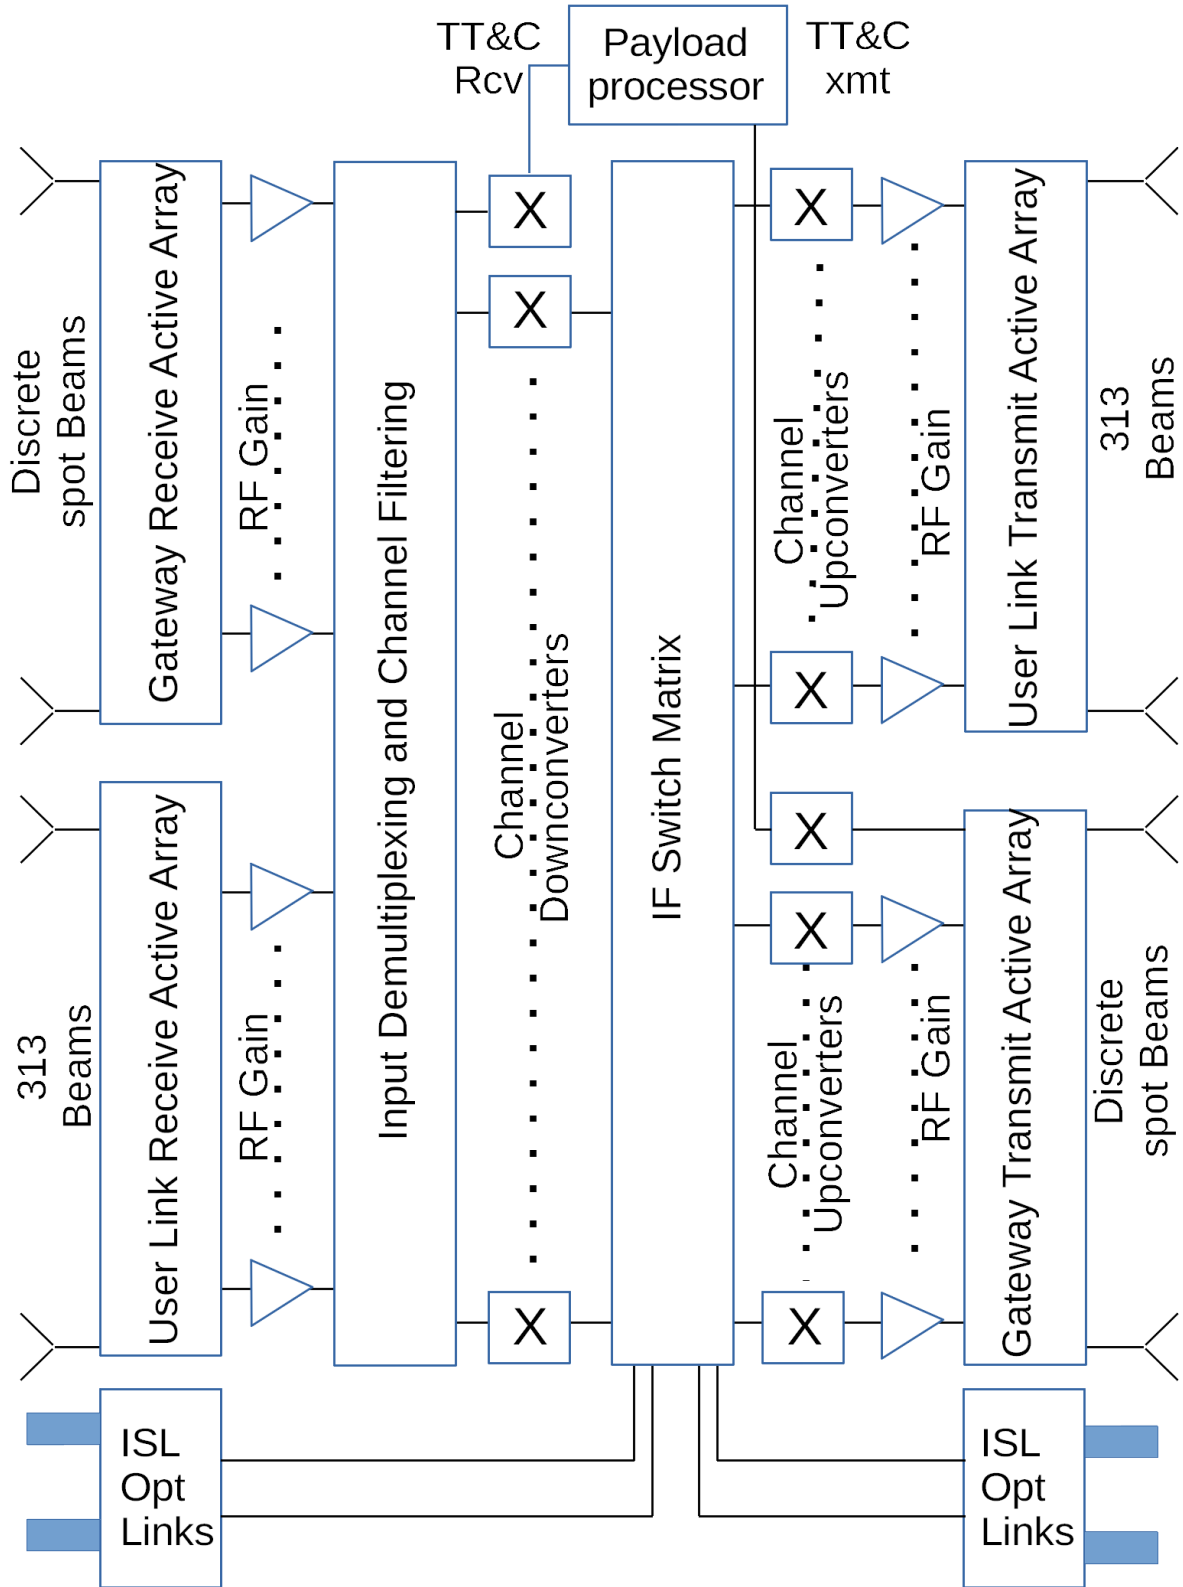 TT&C
Rcv
Payload
processor
TT&C
xmt
Discrete
spot Beams
Gateway Receive Active Array
RF Gain
Input Demultiplexing and Channel Filtering
X
X
Channel
Downconverters
X
IF Switch Matrix
X
Channel
Upconverters
X
RF Gain
User Link Transmit Active Array
313
Beams
313
Beams
User Link Receive Active Array
RF Gain
X
X
Channel
Upconverters
X
RF Gain
Gateway Transmit Active Array
Discrete
spot Beams
ISL
Opt
Links
ISL
Opt
Links